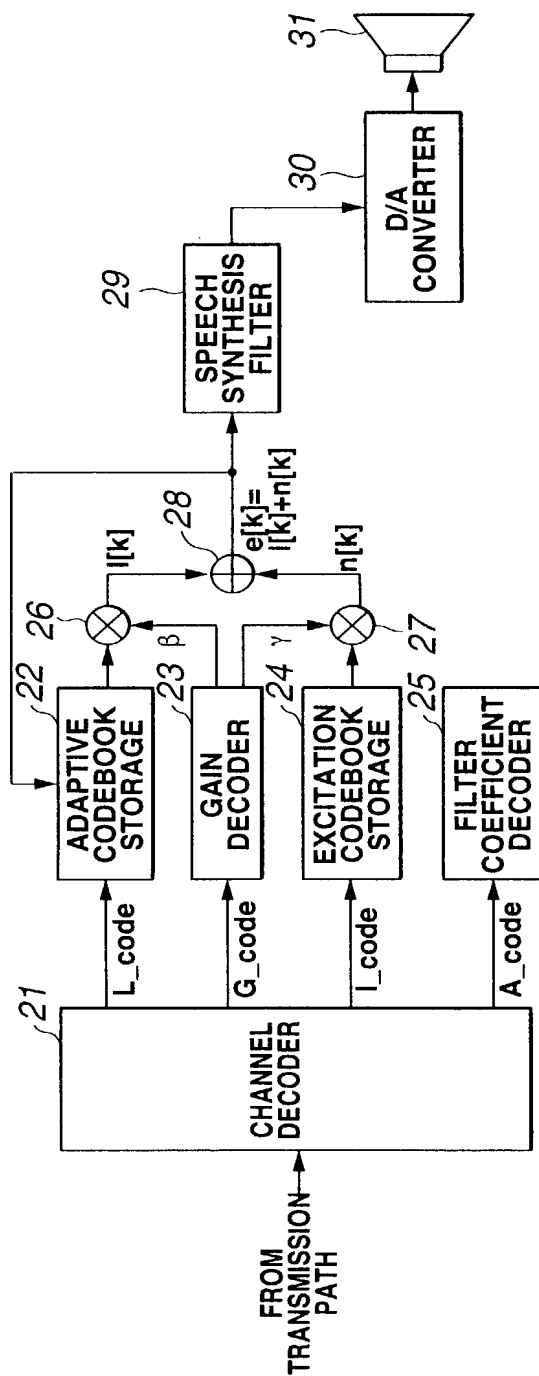 FROM
TRANSMISSION
PATH
21
CHANNEL
DECODER
L_code
G_code
I_code
A_code
22
ADAPTIVE
CODEBOOK
STORAGE
23
GAIN
DECODER
24
EXCITATION
CODEBOOK
STORAGE
25
FILTER
COEFFICIENT
DECODER
26
β
γ
27
l[k]
28
e[k]=
l[k]+n[k]
n[k]
29
SPEECH
SYNTHESIS
FILTER
30
D/A
CONVERTER
31